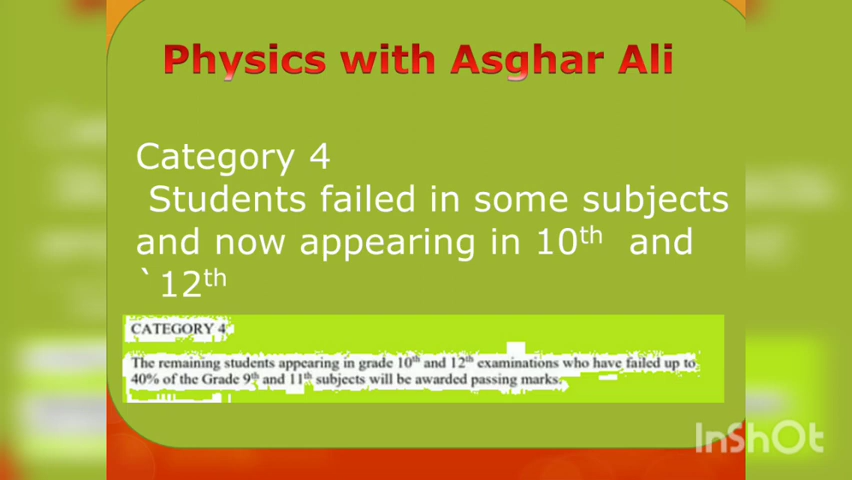 Physics with Asghar Ali
Category 4
Students failed in some subjects
and now appearing in 10th and
`12th
CATEGORY 4
The remaining students appearing in grade 10th and 12th examinations who have failed up to
40% of the Grade 9th and 11th subjects will be awarded passing marks.
InShOt